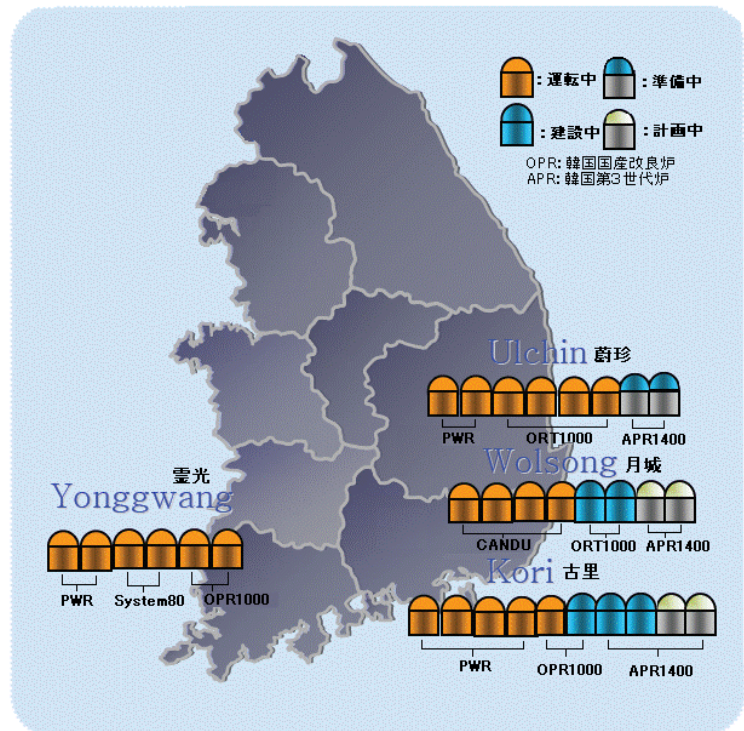 ：運転中 ：準備中
：建設中 ：計画中
OPR：韓国国産改良炉
APR：韓国第3世代炉
Ulchin 蔚珍
PWR ORT1000 APR1400
Wolsong 月城
CANDU ORT1000 APR1400
霊光
Yonggwang
PWR System80 OPR1000
Kori 古里
PWR OPR1000 APR1400